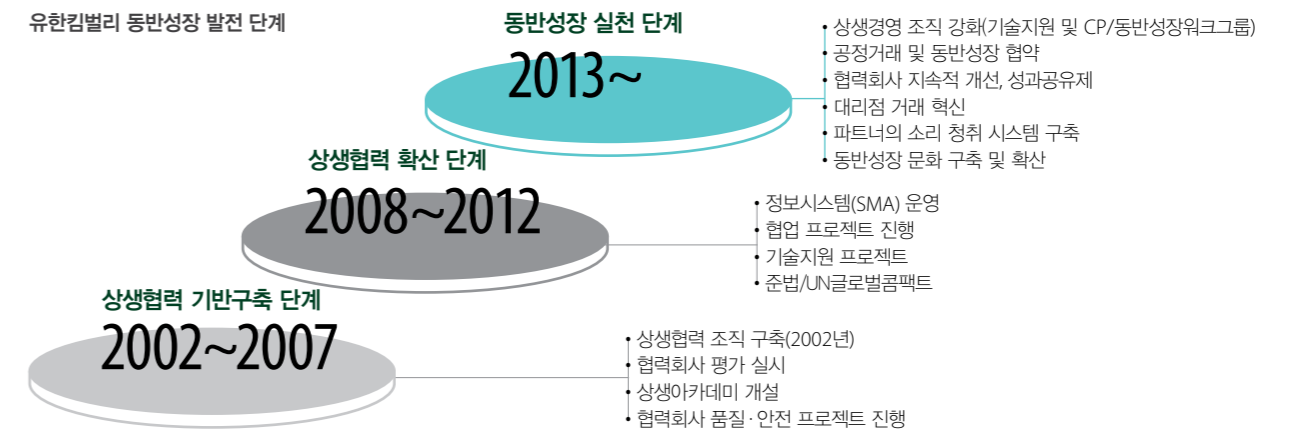 유한킴벌리 동반성장 발전 단계
동반성장 실천 단계
2013~
• 상생경영 조직 강화(기술지원 및 CP/동반성장워크그룹)
• 공정거래 및 동반성장 협약
• 협력회사 지속적 개선, 성과공유제
• 대리점 거래 혁신
• 파트너의 소리 청취 시스템 구축
• 동반성장 문화 구축 및 확산
상생협력 확산 단계
2008~2012
• 정보시스템(SMA) 운영
• 협업 프로젝트 진행
• 기술지원 프로젝트
• 준법/UN글로벌콤팩트
상생협력 기반구축 단계
2002~2007
• 상생협력 조직 구축(2002년)
• 협력회사 평가 실시
• 상생아카데미 개설
• 협력회사 품질·안전 프로젝트 진행